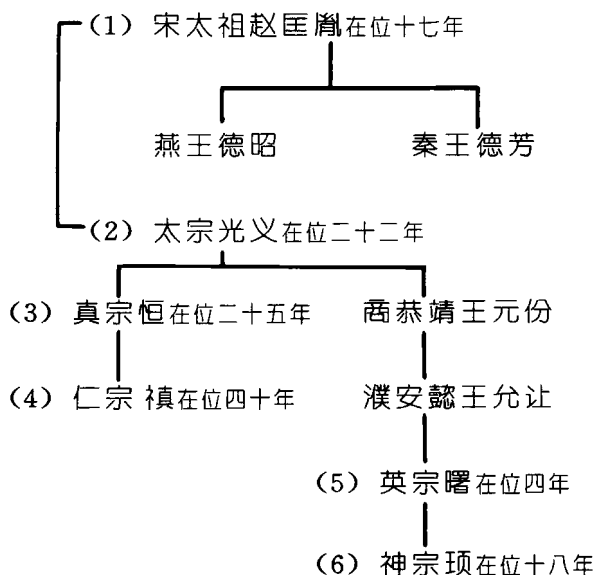 (1) 宋太祖赵匡胤在位十七年
燕王德昭 秦王德芳
(2) 太宗光义在位二十二年
(3) 真宗恒在位二十五年 商恭靖王元份
(4) 仁宗 禛在位四十年 濮安懿王允让
(5) 英宗曙在位四年
(6) 神宗顼在位十八年